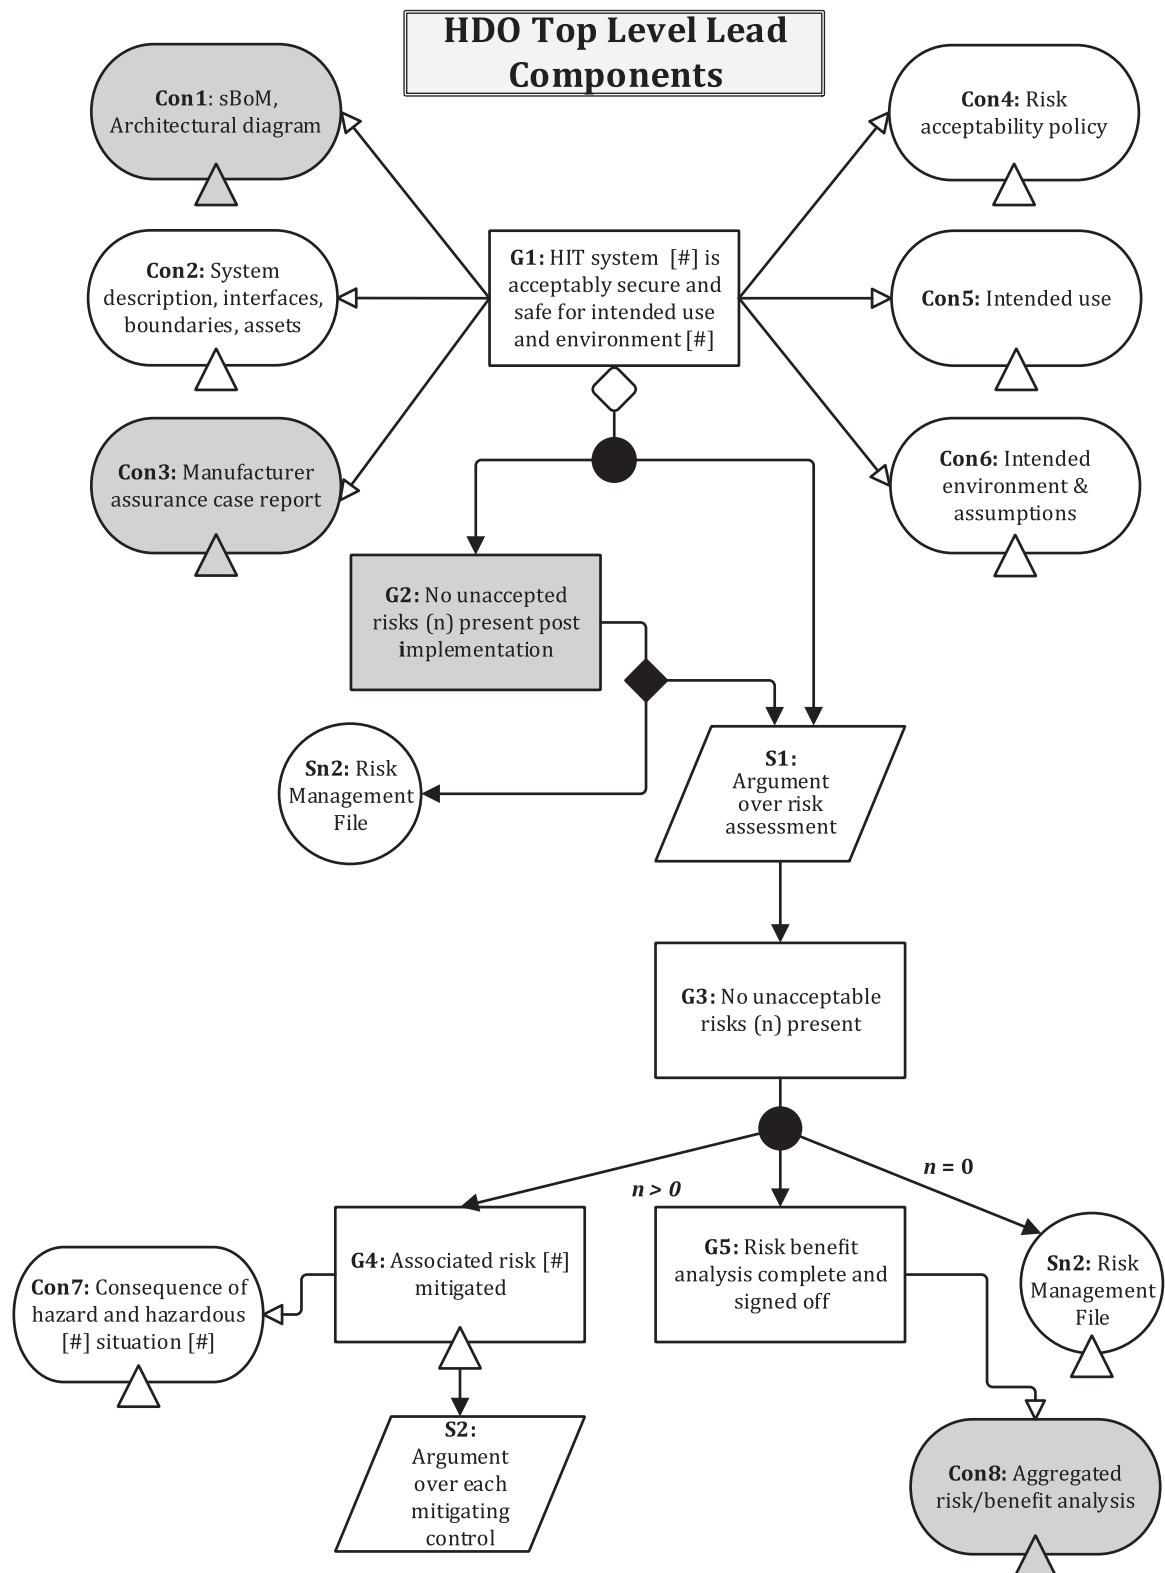 HDO Top Level Lead
Components
Con1: sBoM,
Architectural diagram
Con4: Risk
acceptability policy
G1: HIT system [#] is
acceptably secure and
safe for intended use
and environment [#]
Con2: System
description, interfaces,
boundaries, assets
Con5: Intended use
Con3: Manufacturer
assurance case report
Con6: Intended
environment &
assumptions
G2: No unaccepted
risks (n) present post
implementation
Sn2: Risk
Management
File
S1:
Argument
over risk
assessment
G3: No unacceptable
risks (n) present
n > 0
n = 0
G4: Associated risk [#]
mitigated
G5: Risk benefit
analysis complete and
signed off
Sn2: Risk
Management
File
Con7: Consequence of
hazard and hazardous
[#] situation [#]
S2:
Argument
over each
mitigating
control
Con8: Aggregated
risk/benefit analysis